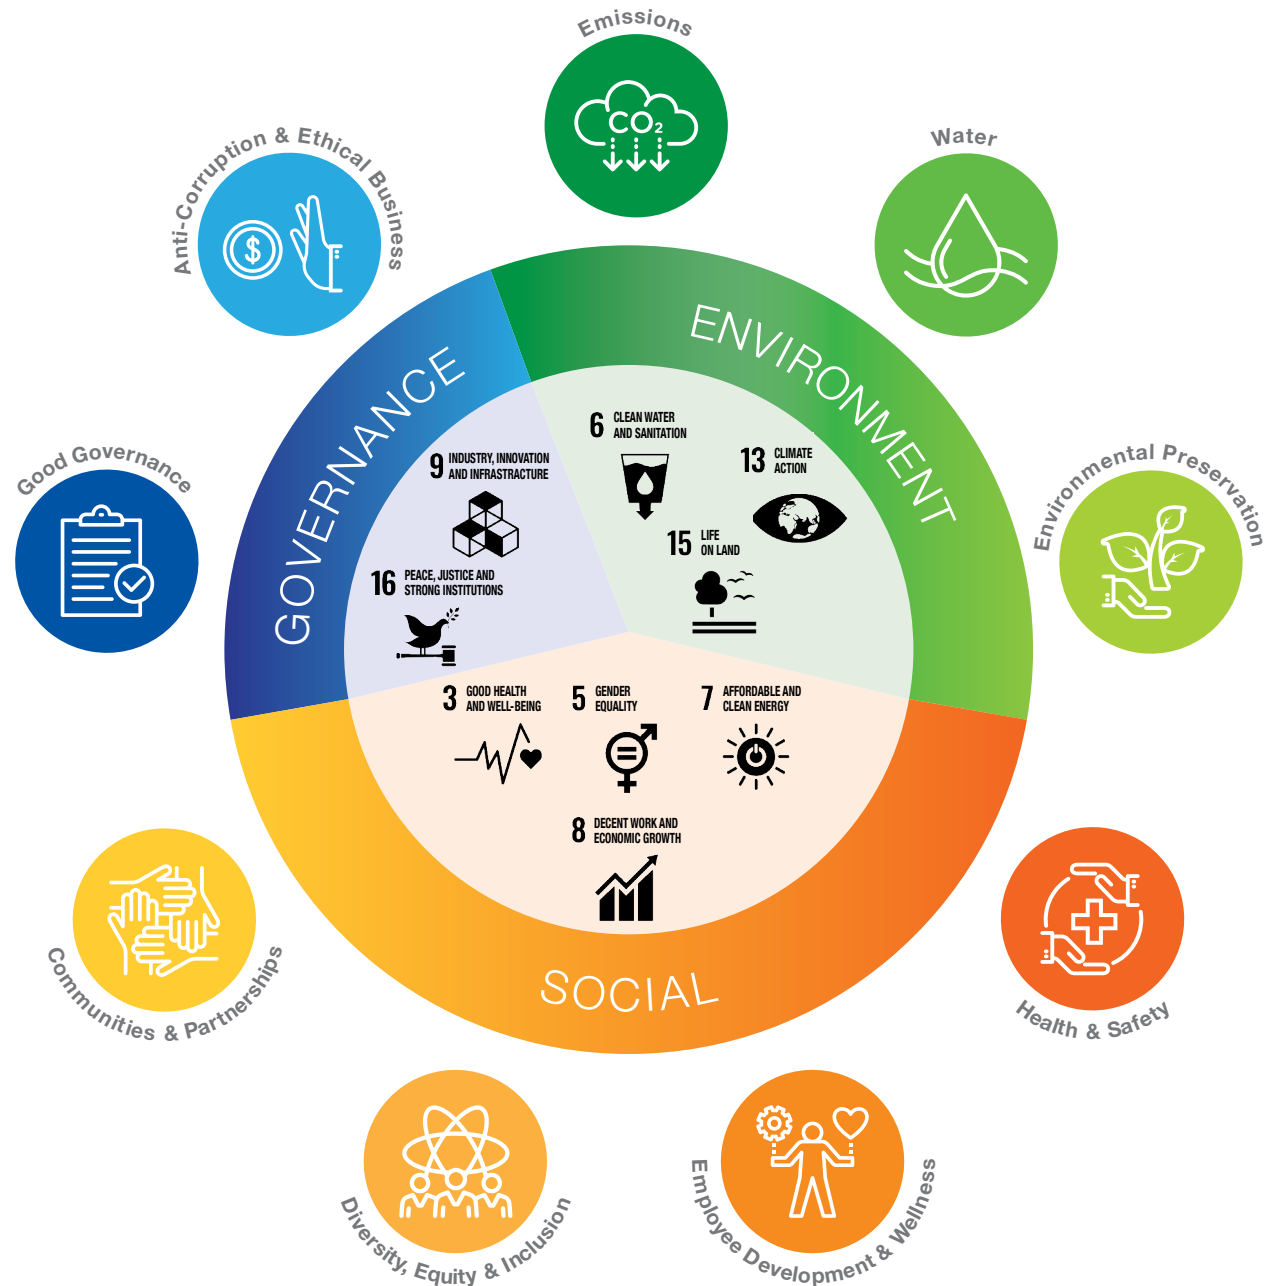 Emissions
CO2
Water
Anti-Corruption & Ethical Business
$
ENVIRONMENT
GOVERNANCE
SOCIAL
Good Governance
Environmental Preservation
6 CLEAN WATER
AND SANITATION
13 CLIMATE
ACTION
15 LIFE
ON LAND
9 INDUSTRY, INNOVATION
AND INFRASTRACTURE
16 PEACE, JUSTICE AND
STRONG INSTITUTIONS
3 GOOD HEALTH
AND WELL-BEING
5 GENDER
EQUALITY
7 AFFORDABLE AND
CLEAN ENERGY
8 DECENT WORK AND
ECONOMIC GROWTH
Communities & Partnerships
Health & Safety
Diversity, Equity & Inclusion
Employee Development & Wellness